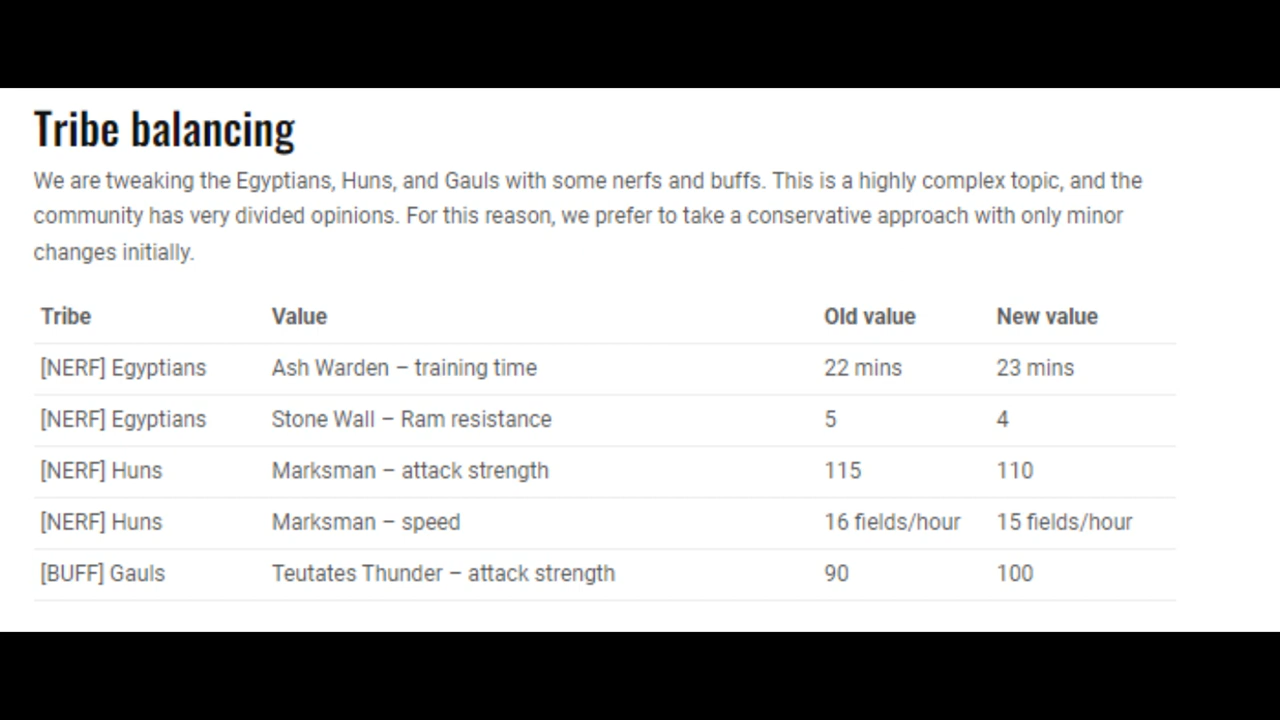 Tribe balancing
We are tweaking the Egyptians, Huns, and Gauls with some nerfs and buffs. This is a highly complex topic, and the
community has very divided opinions. For this reason, we prefer to take a conservative approach with only minor
changes initially.
Tribe Value Old value New value
[NERF] Egyptians Ash Warden – training time 22 mins 23 mins
[NERF] Egyptians Stone Wall – Ram resistance 5 4
[NERF] Huns Marksman – attack strength 115 110
[NERF] Huns Marksman – speed 16 fields/hour 15 fields/hour
[BUFF] Gauls Teutates Thunder – attack strength 90 100